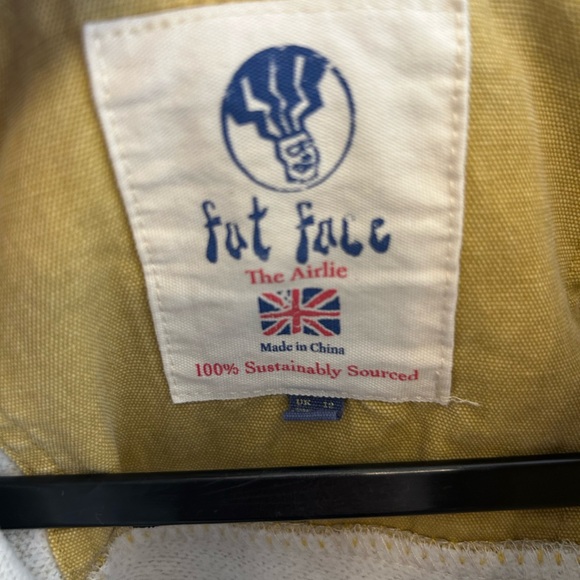 fat face
The Airlie
Made in China
100% Sustainably Sourced
UK 12